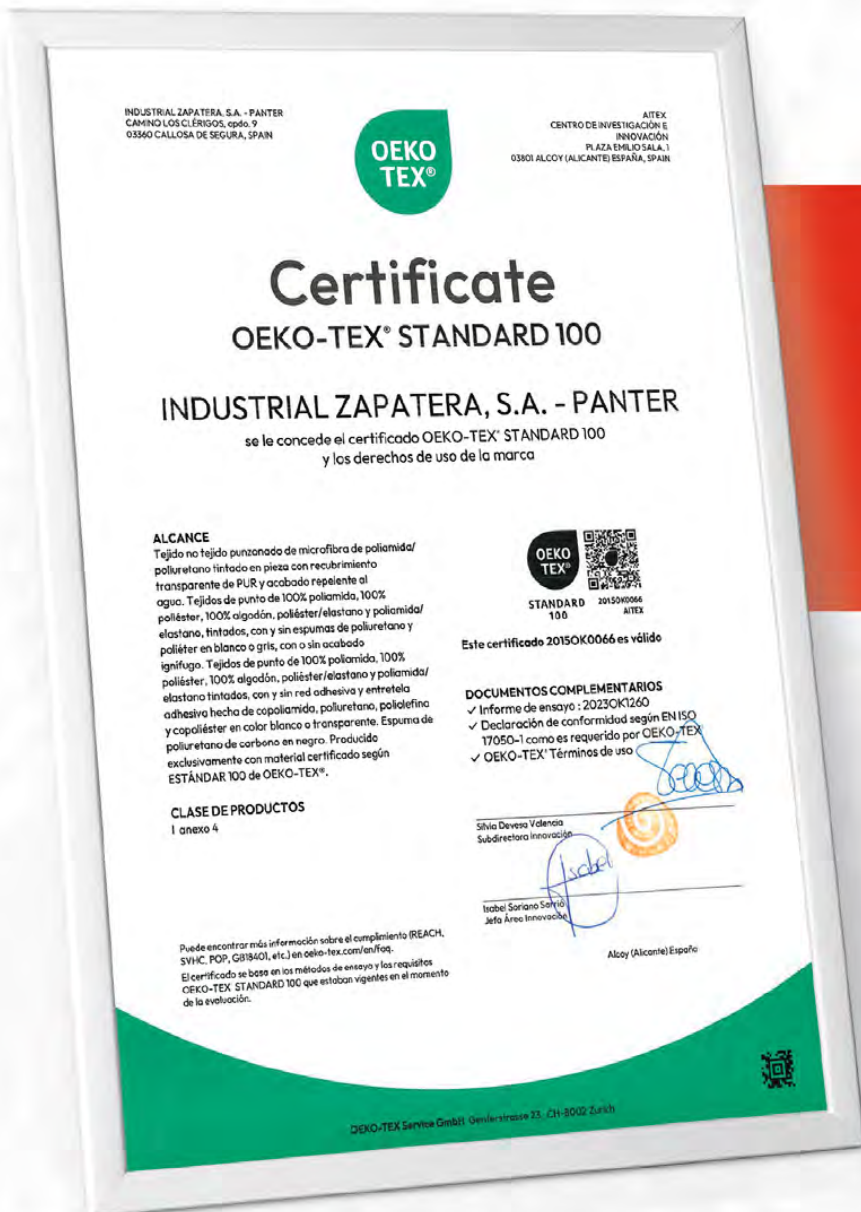 INDUSTRIAL ZAPATERA, S.A. - PANTER
CAMINO LOS CLÉRIGOS, apdo. 9
03360 CALLOSA DE SEGURA, SPAIN
OEKO
TEX®
AITEX
CENTRO DE INVESTIGACIÓN E
INNOVACIÓN
PLAZA EMILIO SALA, 1
03801 ALCOY (ALICANTE) ESPAÑA, SPAIN
Certificate
OEKO-TEX® STANDARD 100
INDUSTRIAL ZAPATERA, S.A. - PANTER
se le concede el certificado OEKO-TEX® STANDARD 100
y los derechos de uso de la marca
ALCANCE
Tejido no tejido punzonado de microfibra de poliamida/
poliuretano tintado en pieza con recubrimiento
transparente de PUR y acabado repelente al
agua. Tejidos de punto de 100% poliamida, 100%
poliéster, 100% algodón, poliéster/elastano y poliamida/
elastano, tintados, con y sin espumas de poliuretano y
poliéter en blanco o gris, con o sin acabado
ignífugo. Tejidos de punto de 100% poliamida, 100%
poliéster, 100% algodón, poliéster/elastano y poliamida/
elastano tintados, con y sin red adhesiva y entretela
adhesiva hecha de copoliamida, poliuretano, poliolefina
y copoliéster en color blanco o transparente. Espuma de
poliuretano de carbono en negro. Producido
exclusivamente con material certificado según
ESTÁNDAR 100 de OEKO-TEX®.
CLASE DE PRODUCTOS
I anexo 4
OEKO
TEX®
STANDARD
100
2015OK0066
AITEX
Este certificado 2015OK0066 es válido
DOCUMENTOS COMPLEMENTARIOS
✓ Informe de ensayo : 2023OK1260
✓ Declaración de conformidad según EN ISO
17050-1 como es requerido por OEKO-TEX®
✓ OEKO-TEX® Términos de uso
Silvia Devesa Valencia
Subdirectora Innovación
Isabel
Isabel Soriano Sarrió
Jefa Área Innovación
Alcoy (Alicante) España
Puede encontrar más información sobre el cumplimiento (REACH,
SVHC, POP, GB18401, etc.) en oeko-tex.com/en/faq.
El certificado se basa en los métodos de ensayo y los requisitos
OEKO-TEX® STANDARD 100 que estaban vigentes en el momento
de la evaluación.
OEKO-TEX Service GmbH Genferstrasse 23, CH-8002 Zurich